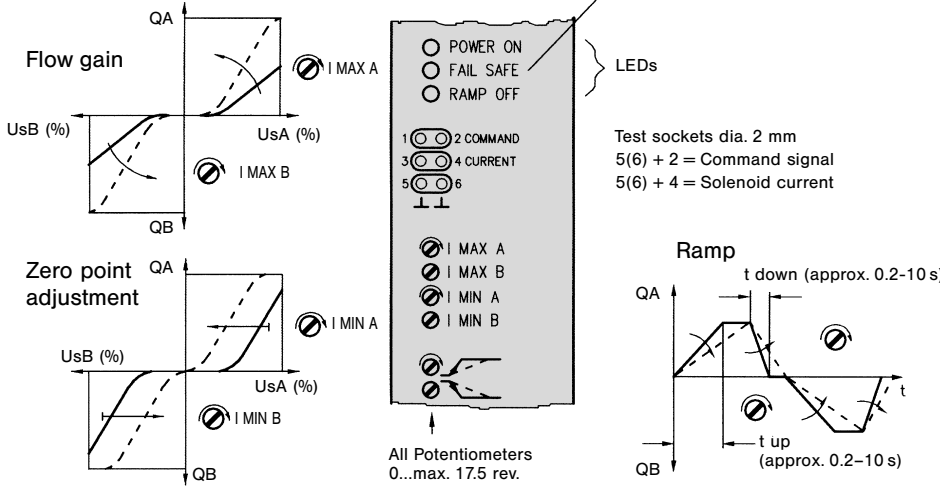 QA
Flow gain
I MAX A
UsB (%)
UsA (%)
I MAX B
QB
Zero point
adjustment
QA
I MIN A
UsB (%)
UsA (%)
I MIN B
QB
POWER ON
FAIL SAFE
RAMP OFF
LEDs
1 2 COMMAND
3 4 CURRENT
5 6
Test sockets dia. 2 mm
5(6) + 2 = Command signal
5(6) + 4 = Solenoid current
I MAX A
I MAX B
I MIN A
I MIN B
All Potentiometers
0...max. 17.5 rev.
Ramp
t down (approx. 0.2-10 s)
QA
t
t up
(approx. 0.2-10 s)
QB